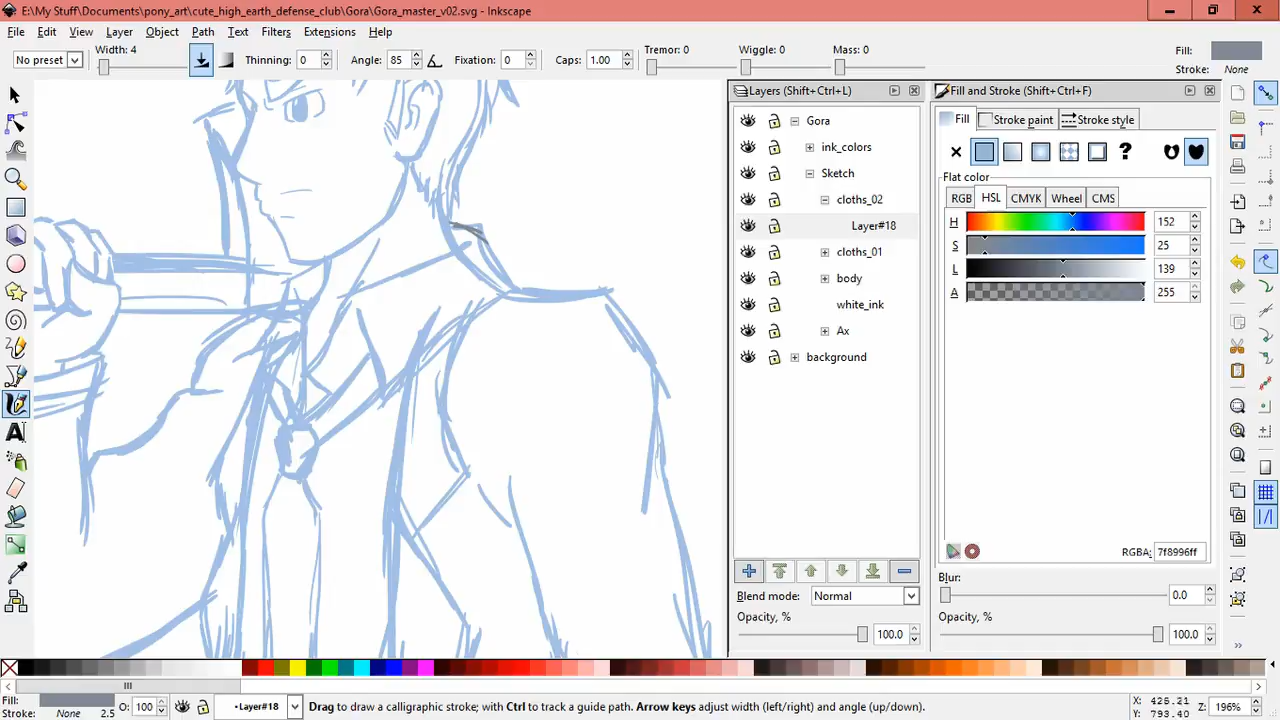 E:\My Stuff\Documents\pony_art\cute_high_earth_defense_club\Gora\Gora_master_v02.svg - Inkscape
File Edit View Layer Object Path Text Filters Extensions Help
No preset Width: 4 Thinning: 0 Angle: 85 Fixation: 0 Caps: 1.00 Tremor: 0 Wiggle: 0 Mass: 0 Fill: Stroke: None
Layers (Shift+Ctrl+L)
Gora
ink_colors
Sketch
cloths_02
Layer#18
cloths_01
body
white_ink
Ax
background
Blend mode: Normal
Opacity, %
100.0
Fill and Stroke (Shift+Ctrl+F)
Fill Stroke paint Stroke style
?
Flat color
RGB HSL CMYK Wheel CMS
H 152
S 25
L 139
A 255
RGBA: 7f8996ff
Blur:
0.0
Opacity, %
100.0
Fill:
Stroke: None 2.5 O: 100 •Layer#18 Drag to draw a calligraphic stroke; with Ctrl to track a guide path. Arrow keys adjust width (left/right) and angle (up/down). X: 425.21
Y: 793.40 Z: 196%